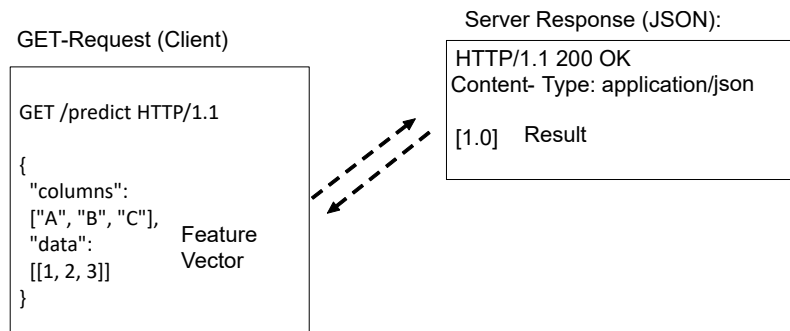 GET-Request (Client)
GET /predict HTTP/1.1
{
"columns":
["A", "B", "C"],
"data":
[[1, 2, 3]]
}
Feature
Vector
Server Response (JSON):
HTTP/1.1 200 OK
Content- Type: application/json
[1.0] Result